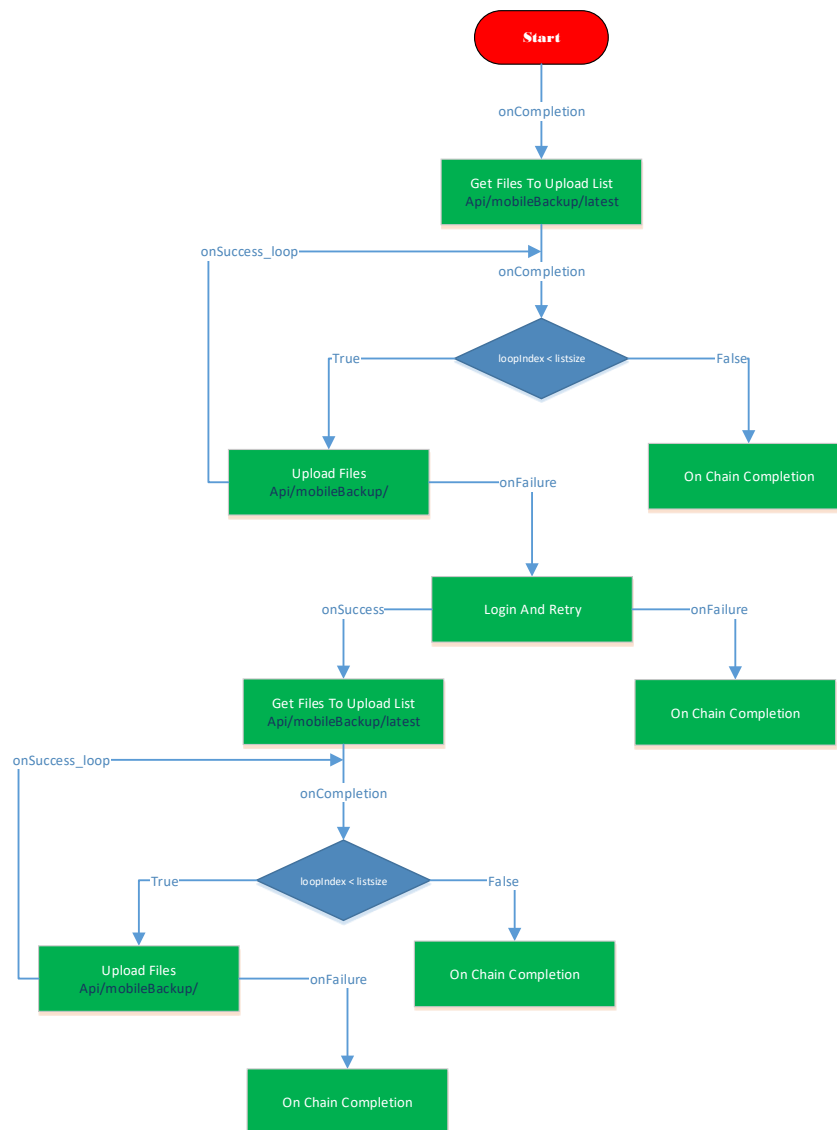 Start
onCompletion
Get Files To Upload List
Api/mobileBackup/latest
onSuccess_loop
onCompletion
loopIndex < listsize
True
False
Upload Files
Api/mobileBackup/
onFailure
On Chain Completion
Login And Retry
onSuccess
onFailure
Get Files To Upload List
Api/mobileBackup/latest
On Chain Completion
onSuccess_loop
onCompletion
loopIndex < listsize
True
False
Upload Files
Api/mobileBackup/
onFailure
On Chain Completion
On Chain Completion